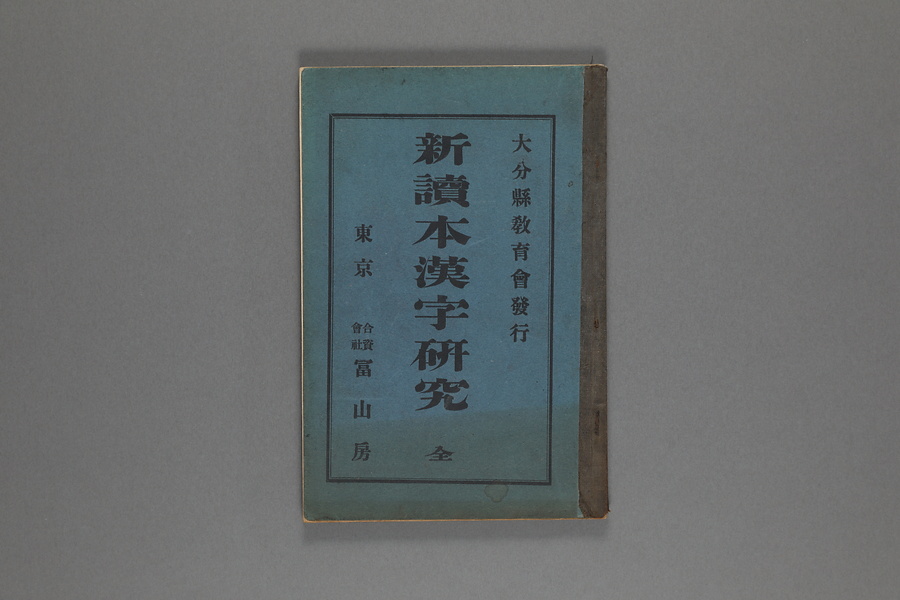 大分縣敎育會發行
新讀本漢字研究 全
東京 合資會社 冨山房